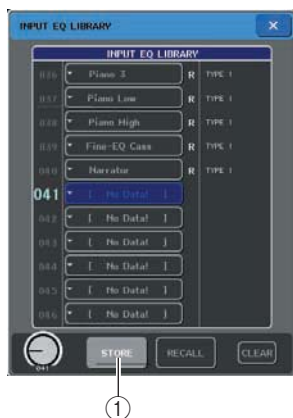 INPUT EQ LIBRARY
INPUT EQ LIBRARY
036 Piano 3 R TYPE I
037 Piano Low R TYPE I
038 Piano High R TYPE I
039 Fine-EQ Cass R TYPE I
040 Narrator R TYPE I
041 [ No Data! ]
042 [ No Data! ]
043 [ No Data! ]
044 [ No Data! ]
045 [ No Data! ]
046 [ No Data! ]
041 STORE RECALL CLEAR
①